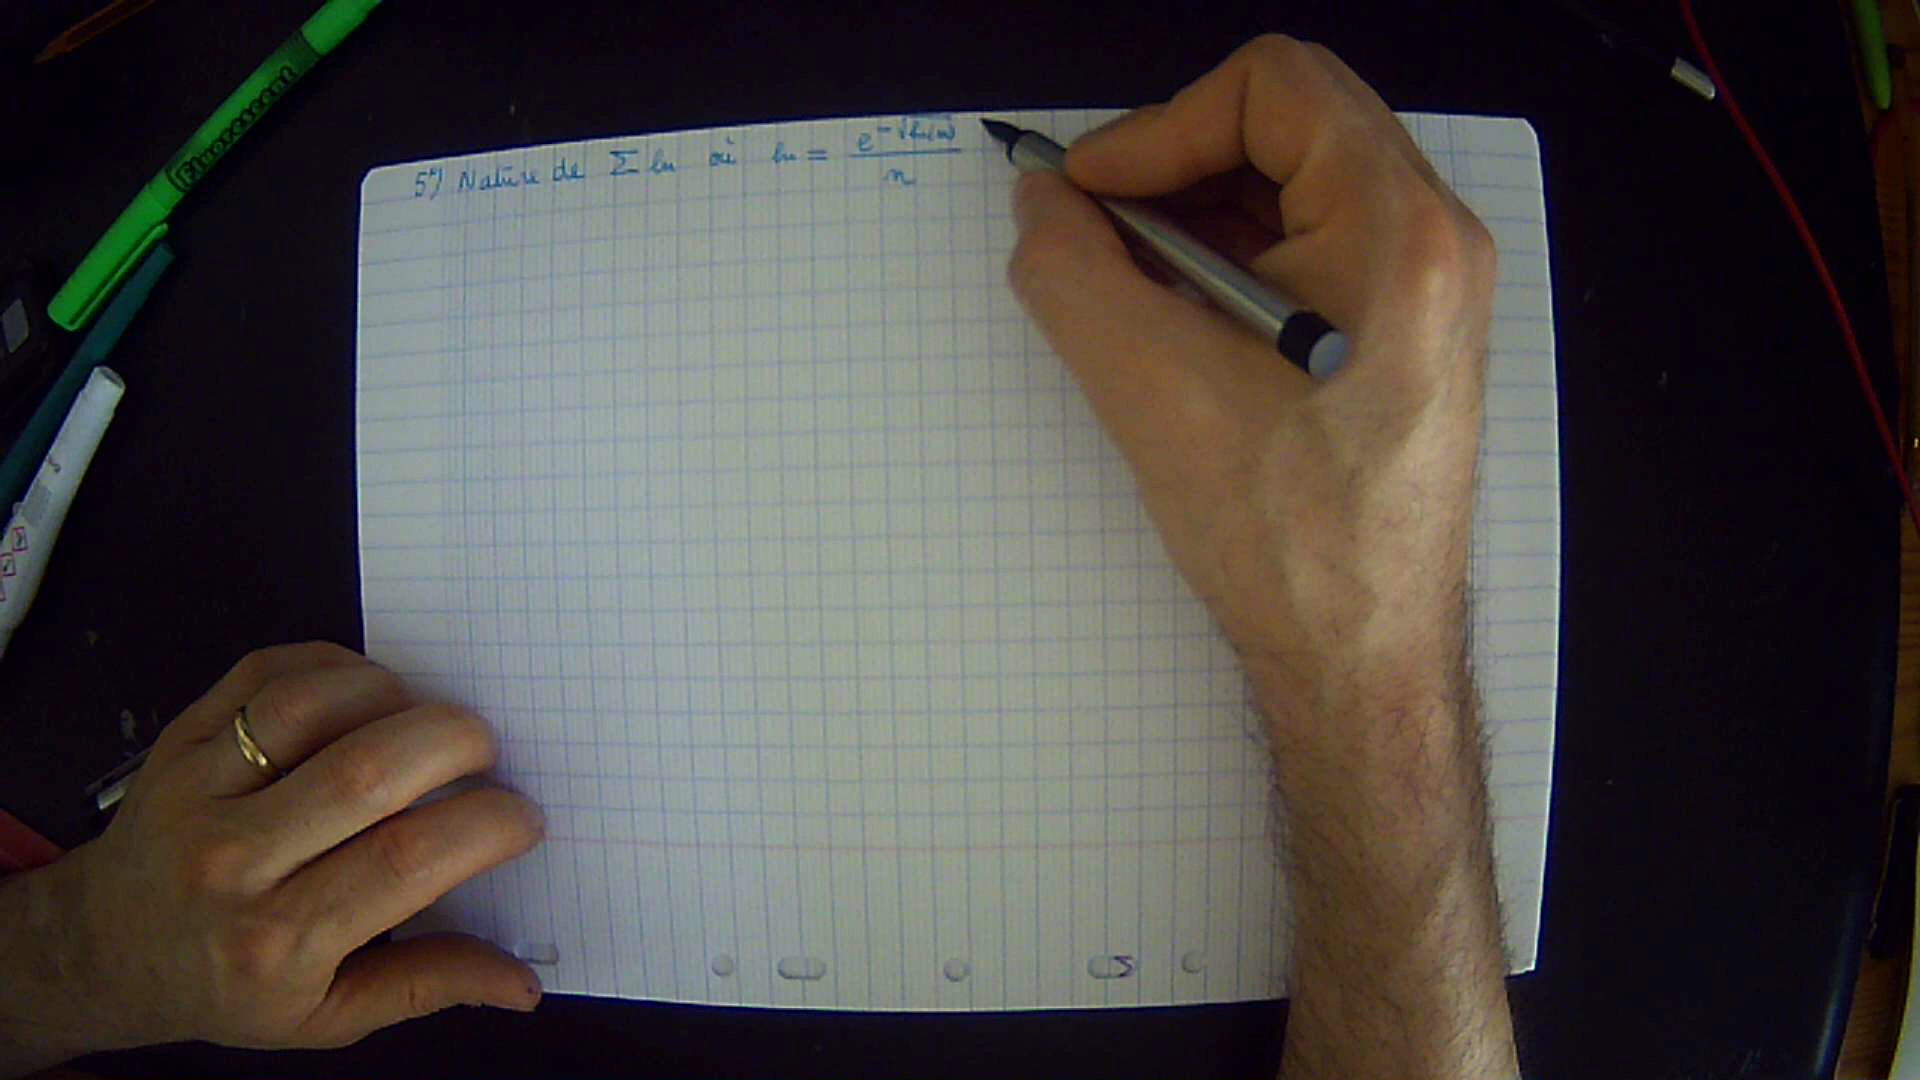 5°) Nature de Σ bn où bn = e^{-√ln(n)} / n